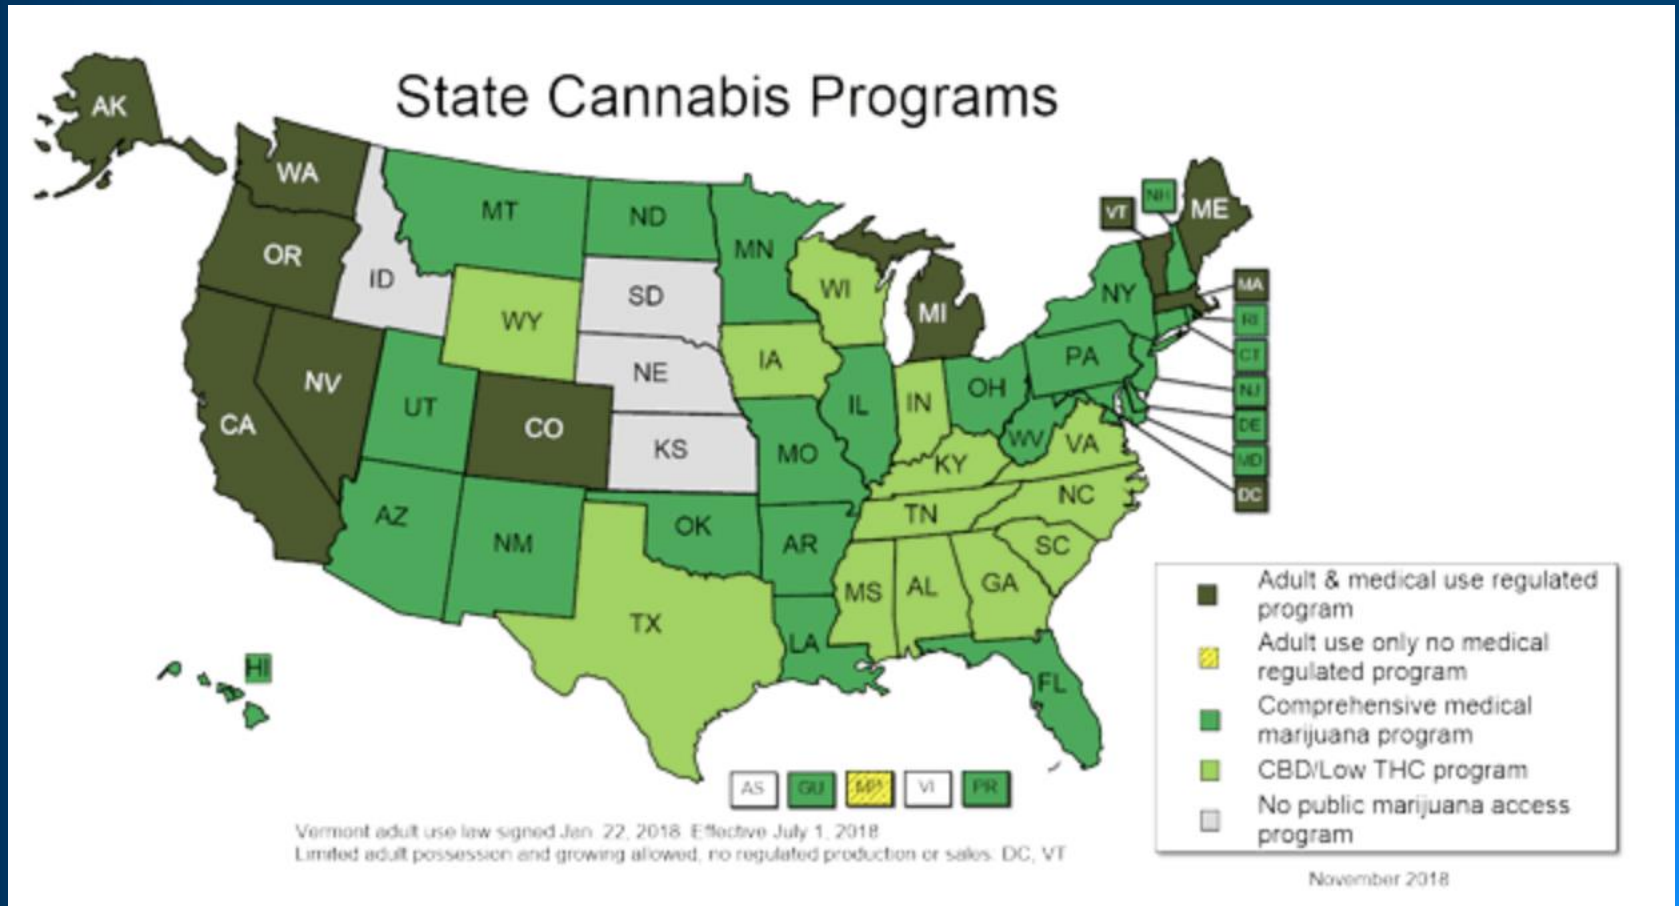 State Cannabis Programs
AK
WA
OR
CA
NV
ID
MT
WY
UT
AZ
CO
NM
ND
SD
NE
KS
OK
TX
MN
IA
MO
AR
LA
WI
IL
MI
IN
OH
KY
TN
MS
AL
GA
FL
SC
NC
VA
WV
PA
NY
VT
NH
ME
MA
RI
CT
NJ
DE
MD
DC
HI
AS
GU
MP
VI
PR
Adult & medical use regulated
program
Adult use only no medical
regulated program
Comprehensive medical
marijuana program
CBD/Low THC program
No public marijuana access
program
Vermont adult use law signed Jan. 22, 2018. Effective July 1, 2018
Limited adult possession and growing allowed, no regulated production or sales: DC, VT
November 2018